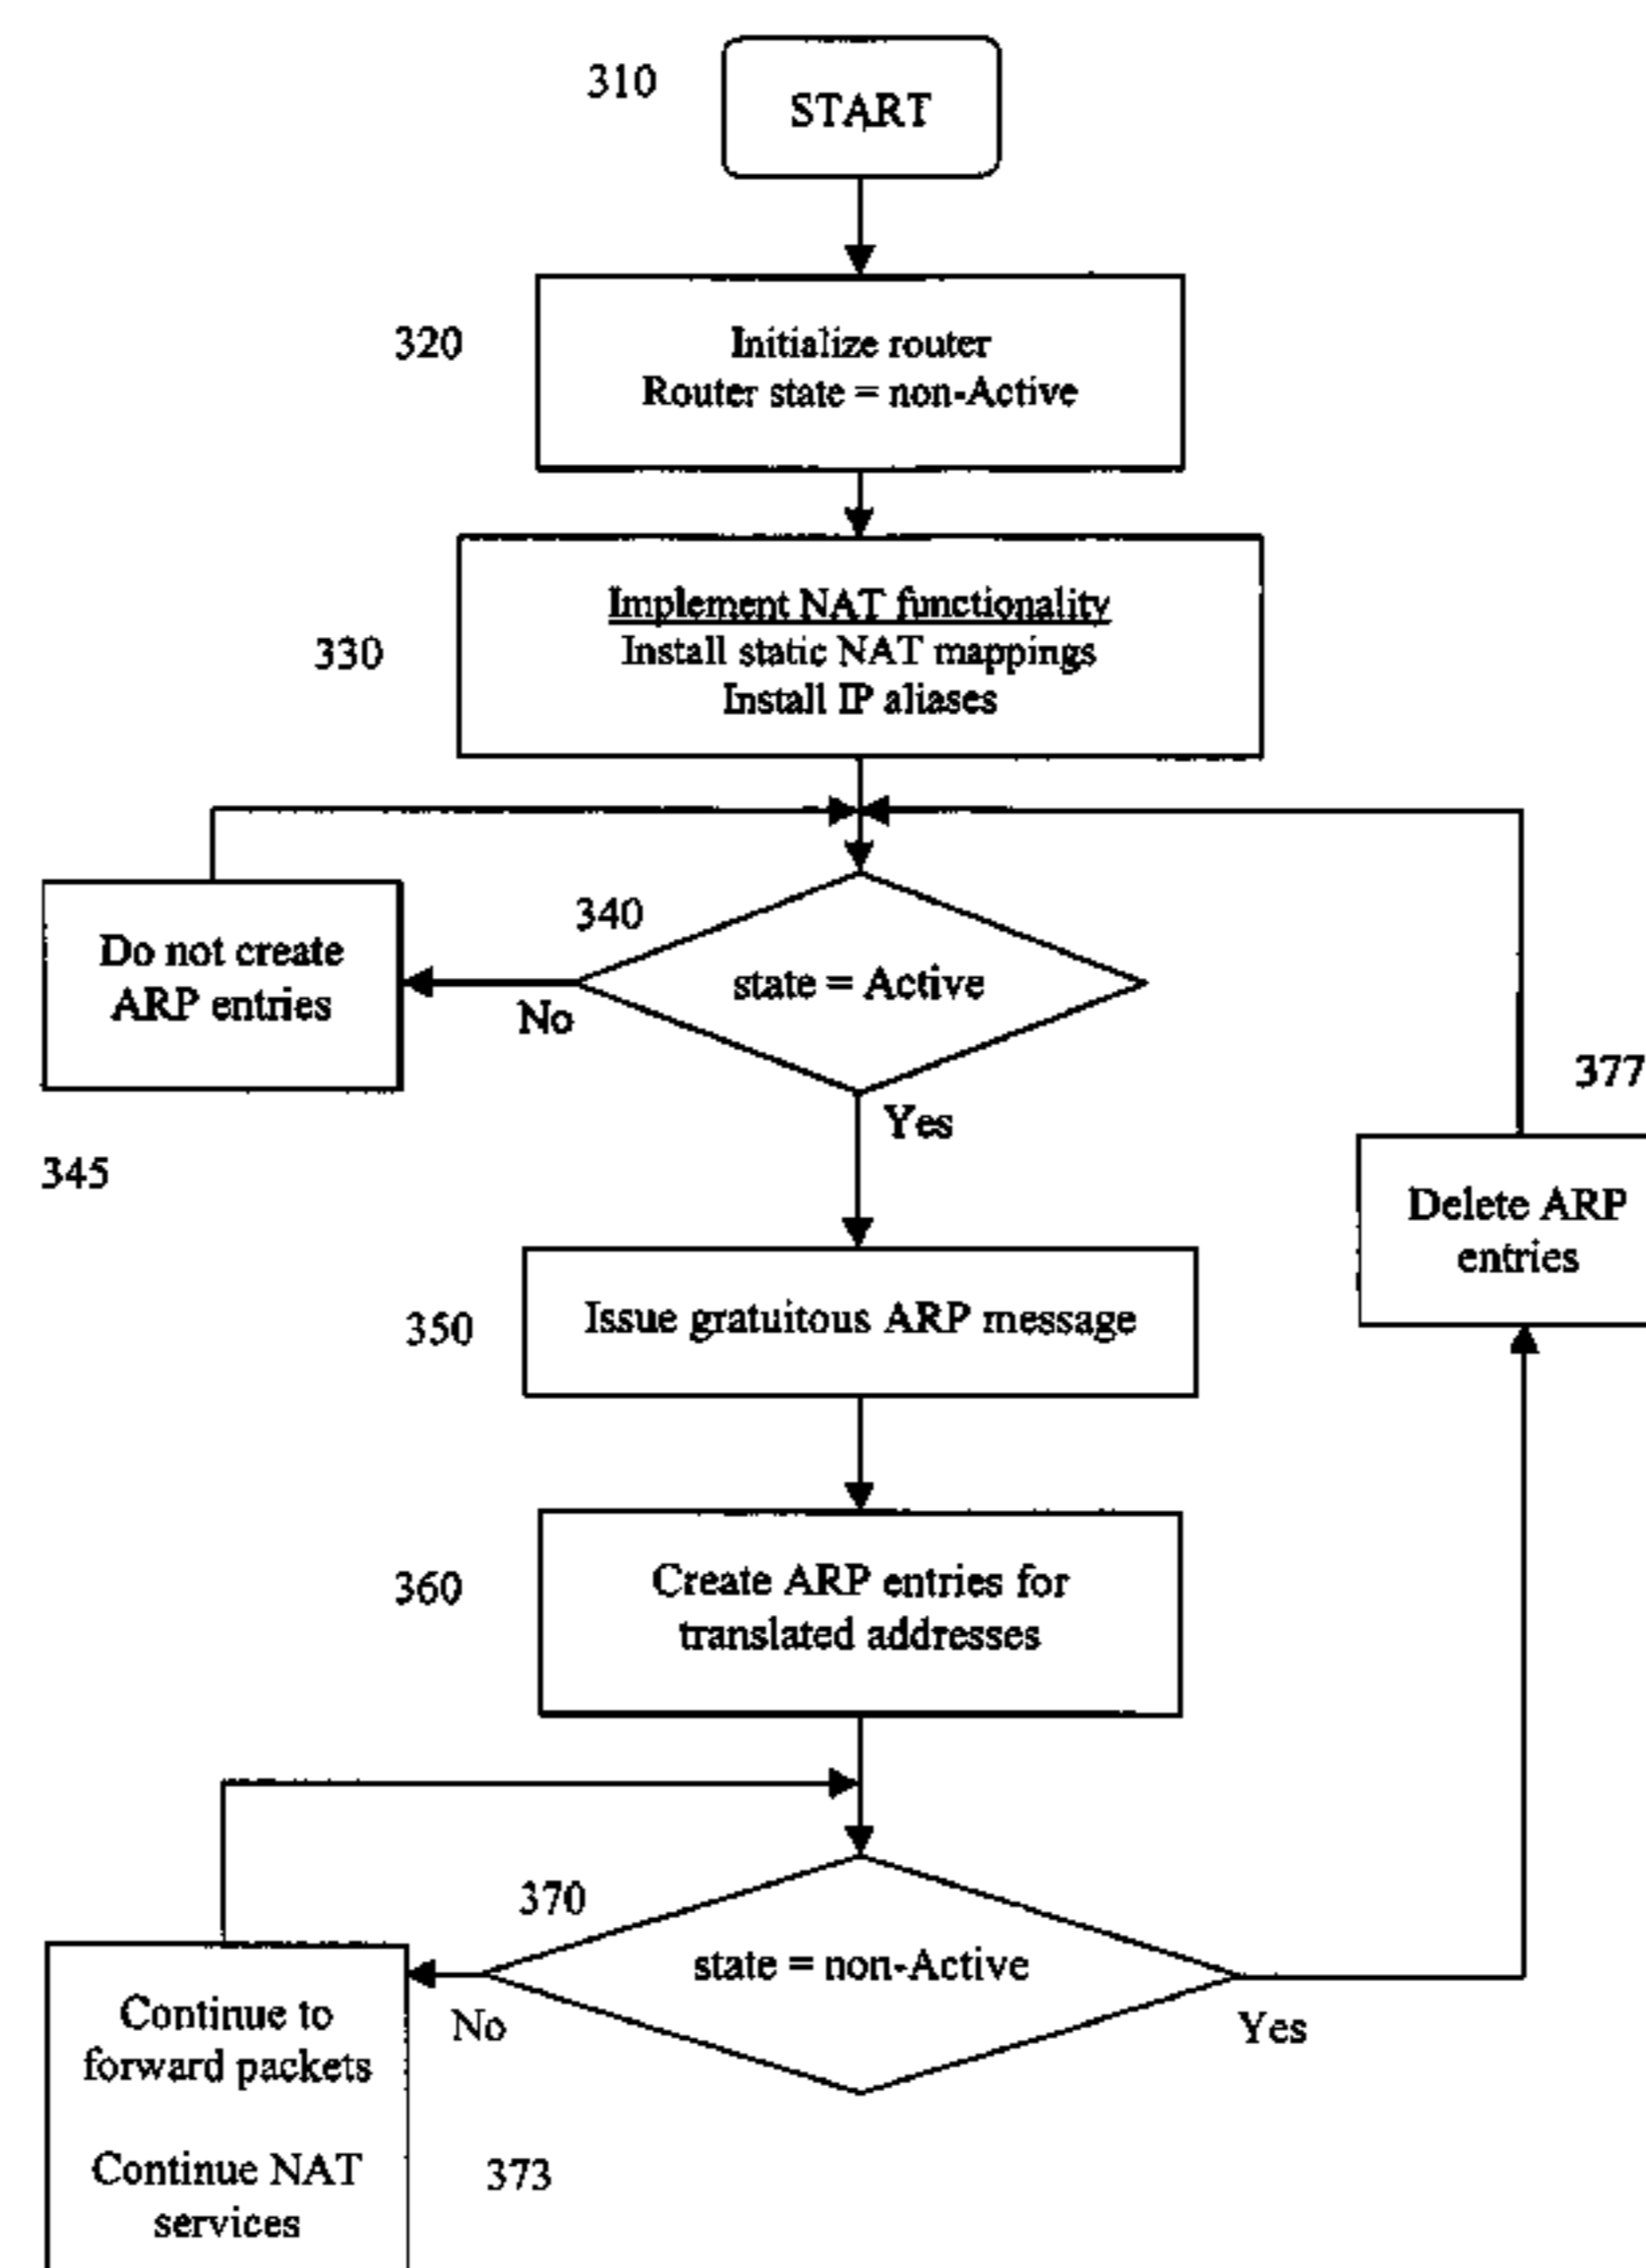 310
START
320
Initialize router
Router state = non-Active
330
Implement NAT functionality
Install static NAT mappings
Install IP aliases
340
state = Active
No
Yes
Do not create
ARP entries
345
377
Delete ARP
entries
350
Issue gratuitous ARP message
360
Create ARP entries for
translated addresses
370
state = non-Active
No
Yes
Continue to
forward packets
Continue NAT
services
373